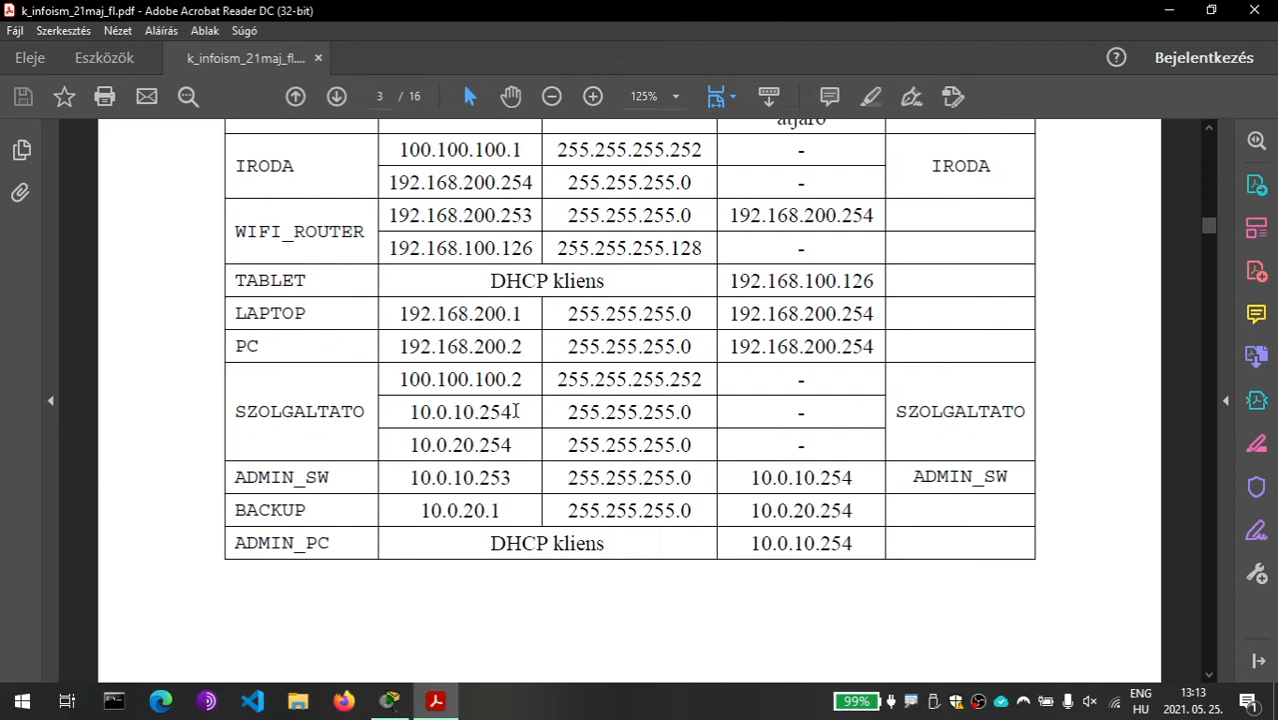 k_infoism_21maj_fl.pdf - Adobe Acrobat Reader DC (32-bit)
Fájl Szerkesztés Nézet Aláírás Ablak Súgó
Eleje Eszközök k_infoism_21maj_fl.... Bejelentkezés
3 / 16 125%
átjáró
IRODA 100.100.100.1 255.255.255.252 - IRODA
192.168.200.254 255.255.255.0 -
WIFI_ROUTER 192.168.200.253 255.255.255.0 192.168.200.254
192.168.100.126 255.255.255.128 -
TABLET DHCP kliens 192.168.100.126
LAPTOP 192.168.200.1 255.255.255.0 192.168.200.254
PC 192.168.200.2 255.255.255.0 192.168.200.254
SZOLGALTATO 100.100.100.2 255.255.255.252 - SZOLGALTATO
10.0.10.254 255.255.255.0 -
10.0.20.254 255.255.255.0 -
ADMIN_SW 10.0.10.253 255.255.255.0 10.0.10.254 ADMIN_SW
BACKUP 10.0.20.1 255.255.255.0 10.0.20.254
ADMIN_PC DHCP kliens 10.0.10.254
99% ENG 13:13
HU 2021. 05. 25. 1